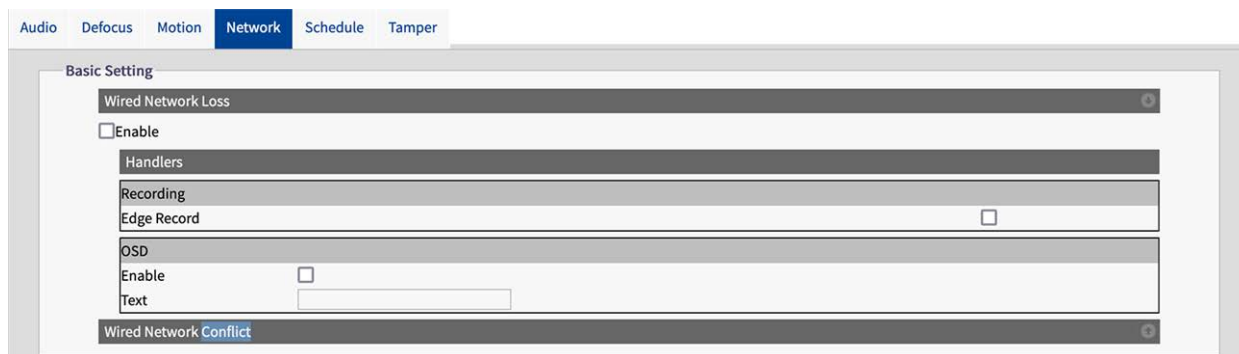 Audio Defocus Motion Network Schedule Tamper
Basic Setting
Wired Network Loss
Enable
Handlers
Recording
Edge Record
OSD
Enable
Text
Wired Network Conflict